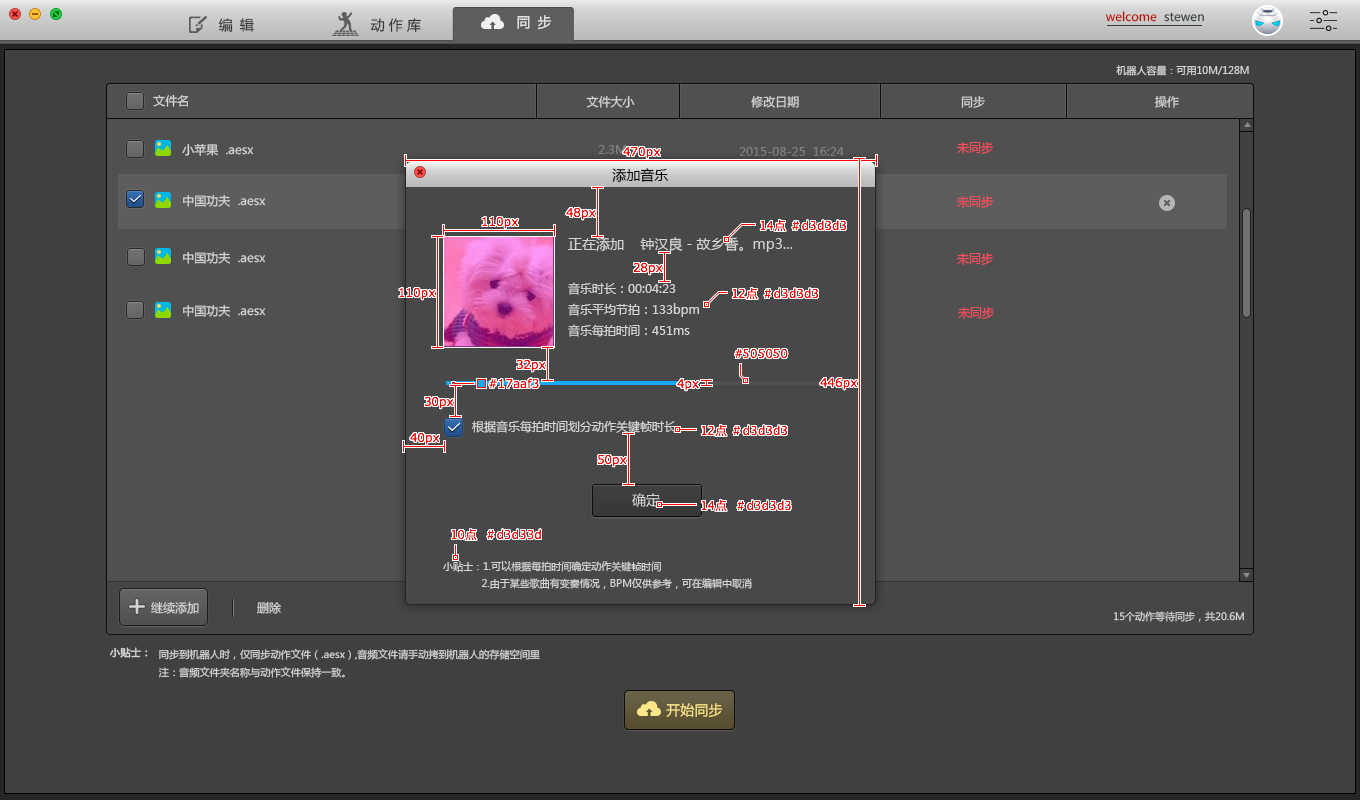 编 辑
动 作 库
同 步
welcome stewen
机器人容量：可用10M/128M
文件名 文件大小 修改日期 同步 操作
小苹果 .aesx 2.3M 2015-08-25 16:24 未同步
中国功夫 .aesx 未同步
中国功夫 .aesx 未同步
中国功夫 .aesx 未同步
470px
添加音乐
48px
110px
14点 #d3d3d3
正在添加 钟汉良 - 故乡香。mp3...
28px
110px
音乐时长：00:04:23
12点 #d3d3d3
音乐平均节拍：133bpm
音乐每拍时间：451ms
#505050
32px
#17aaf3
4px
446px
30px
根据音乐每拍时间划分动作关键帧时长
12点 #d3d3d3
40px
50px
确定
14点 #d3d3d3
10点 #d3d33d
小贴士：1.可以根据每拍时间确定动作关键帧时间
2.由于某些歌曲有变奏情况，BPM仅供参考，可在编辑中取消
继续添加
删除
15个动作等待同步，共20.6M
小贴士： 同步到机器人时，仅同步动作文件（.aesx）,音频文件请手动拷到机器人的存储空间里
注：音频文件夹名称与动作文件保持一致。
开始同步